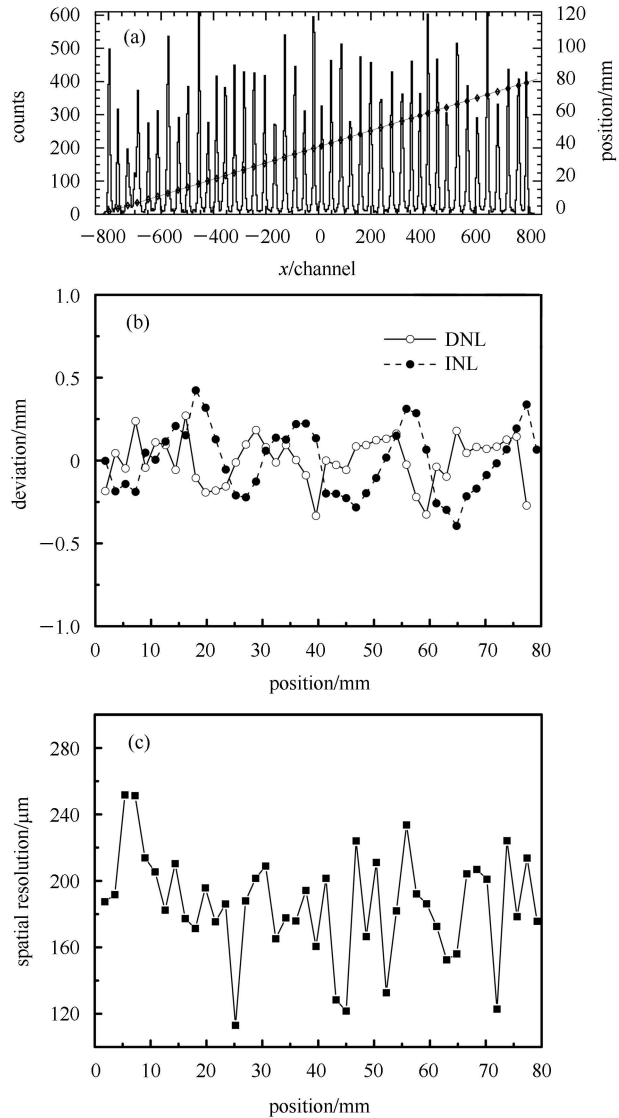 (a)
600
500
400
300
200
100
0
counts
120
100
80
60
40
20
0
position/mm
−800 −600 −400 −200 0 200 400 600 800
x/channel
(b)
DNL
INL
1.0
0.5
0
−0.5
−1.0
deviation/mm
0 10 20 30 40 50 60 70 80
position/mm
(c)
280
240
200
160
120
spatial resolution/μm
0 10 20 30 40 50 60 70 80
position/mm